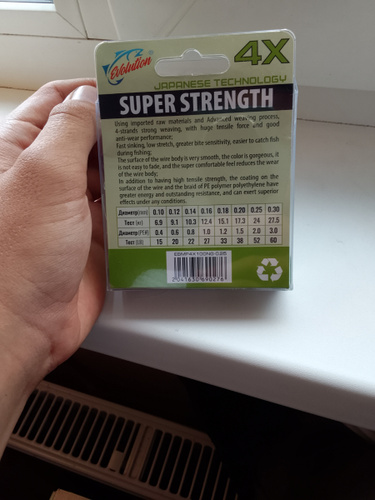 Evolution
4X
JAPANESE TECHNOLOGY
SUPER STRENGTH
Using imported raw materials and Advanced weaving process,
4-strands strong weaving, with huge tensile force and good
anti-wear performance;
Fast sinking, low stretch, greater bite sensitivity, easier to catch fish
during fishing;
The surface of the wire body is very smooth, the color is gorgeous, it
is not easy to fade, and the super comfortable feel reduces the wear
of the wire body;
In addition to having high tensile strength, the coating on the
surface of the wire and the braid of PE polymer polyethylene have
greater energy and outstanding resistance, and can meet superior
effects under any conditions.
Диаметр(mm) 0.10 0.12 0.14 0.16 0.18 0.20 0.25 0.30
Тест (кг) 6.9 9.1 10.3 12.4 15.1 17.3 24 27.5
Диаметр(PE#) 0.4 0.6 0.8 1.0 1.2 1.5 2.0 3.0
Тест (LB) 15 20 22 27 33 38 52 60